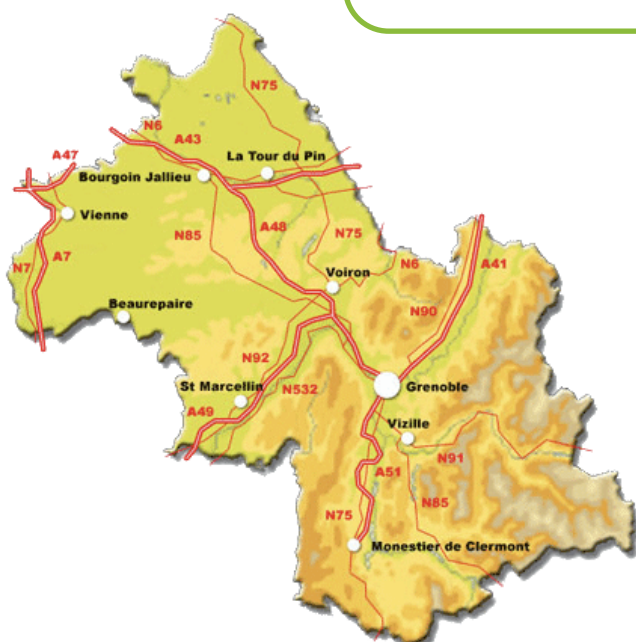 N75
N6
A43
A47
La Tour du Pin
Bourgoin Jallieu
Vienne
A48
N85
N75
N7
A7
N6
A41
Voiron
Beaurepaire
N90
N92
St Marcellin
N532
Grenoble
A49
Vizille
N91
A51
N85
N75
Monestier de Clermont